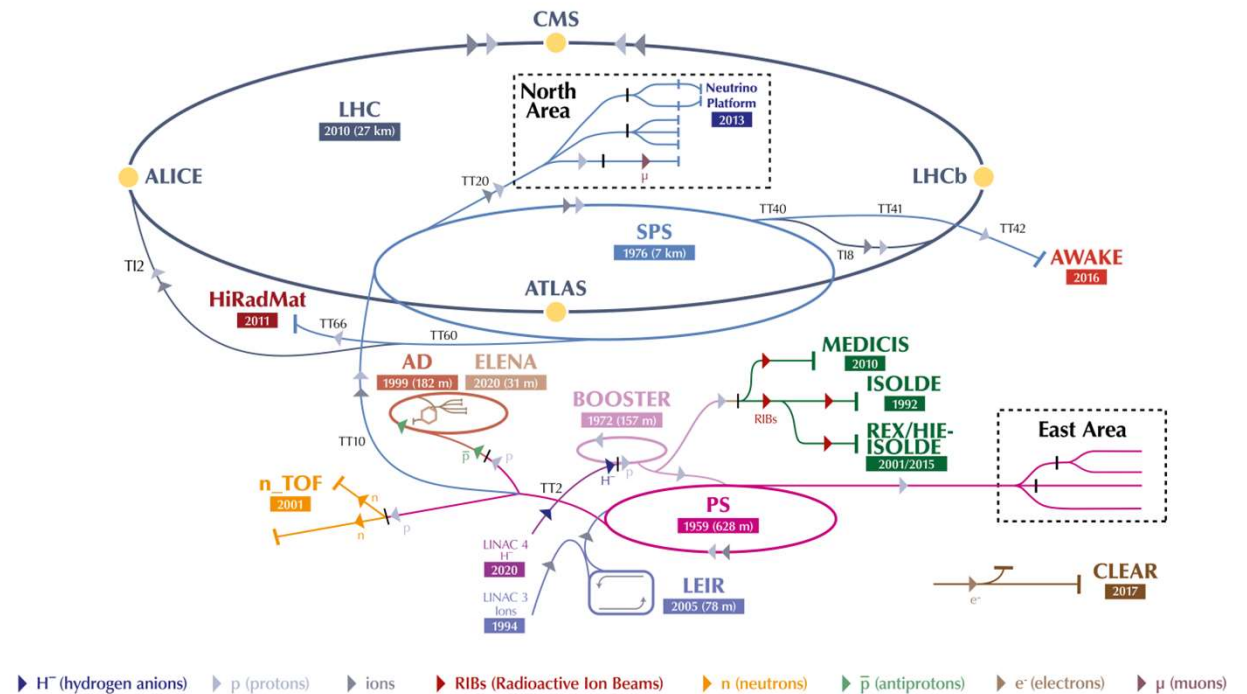 CMS
North
Area
Neutrino
Platform
2013
LHC
2010 (27 km)
μ
ALICE
LHCb
TT20
TT40
TT41
TT42
SPS
1976 (7 km)
TI8
AWAKE
2016
TI2
ATLAS
HiRadMat
2011
TT66
TT60
AD
1999 (182 m)
ELENA
2020 (31 m)
MEDICIS
2010
BOOSTER
1972 (157 m)
ISOLDE
1992
RIBs
REX/HIE-
ISOLDE
2001/2015
East Area
TT10
p̅
p
H⁻
p
n_TOF
2001
n
n
p
TT2
PS
1959 (628 m)
LINAC 4
H⁻
2020
LINAC 3
Ions
1994
LEIR
2005 (78 m)
e⁻
CLEAR
2017
H⁻ (hydrogen anions)
p (protons)
ions
RIBs (Radioactive Ion Beams)
n (neutrons)
p̅ (antiprotons)
e⁻ (electrons)
μ (muons)